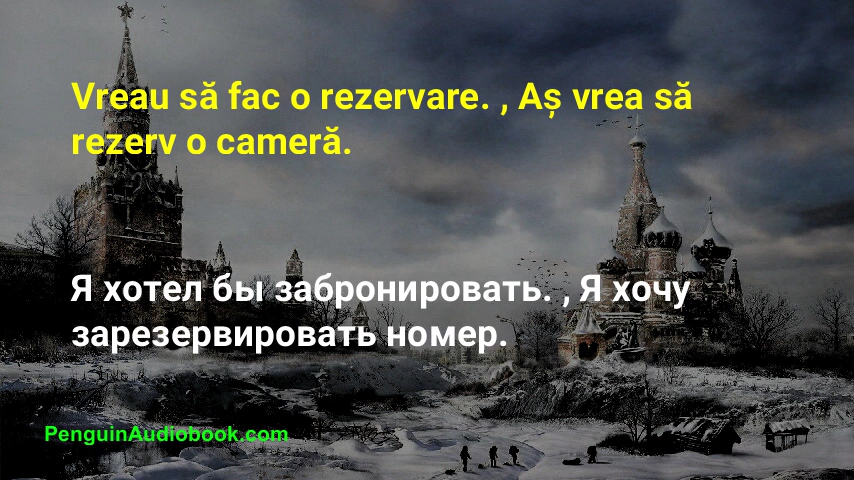 Vreau să fac o rezervare. , Aș vrea să
rezerv o cameră.
Я хотел бы забронировать. , Я хочу
зарезервировать номер.
PenguinAudiobook.com